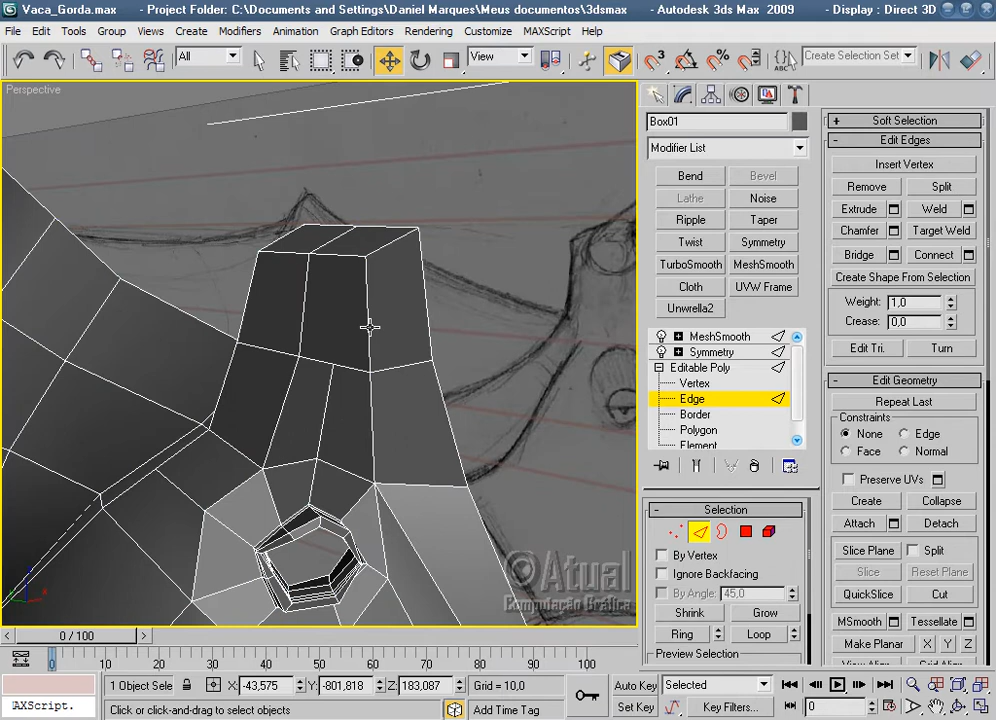 Vaca_Gorda.max - Project Folder: C:\Documents and Settings\Daniel Marques\Meus documentos\3dsmax - Autodesk 3ds Max 2009 - Display : Direct 3D
File Edit Tools Group Views Create Modifiers Animation Graph Editors Rendering Customize MAXScript Help
All View Create Selection Set
Perspective
Box01
Modifier List
Bend Bevel
Lathe Noise
Ripple Taper
Twist Symmetry
TurboSmooth MeshSmooth
Cloth UVW Frame
Unwrella2
MeshSmooth
Symmetry
Editable Poly
Vertex
Edge
Border
Polygon
Element
Selection
By Vertex
Ignore Backfacing
By Angle: 45,0
Shrink Grow
Ring Loop
Preview Selection
Soft Selection
Edit Edges
Insert Vertex
Remove Split
Extrude Weld
Chamfer Target Weld
Bridge Connect
Create Shape From Selection
Weight: 1,0
Crease: 0,0
Edit Tri. Turn
Edit Geometry
Repeat Last
Constraints
None Edge
Face Normal
Preserve UVs
Create Collapse
Attach Detach
Slice Plane Split
Slice Reset Plane
QuickSlice Cut
MSmooth Tessellate
Make Planar X Y Z
View Align Grid Align
©Atual
Computação Gráfica
0 / 100
0 10 20 30 40 50 60 70 80 90 100
1 Object Sele X: -43,575 Y: -801,818 Z: 183,087 Grid = 10,0
Auto Key Selected
AXScript. Click or click-and-drag to select objects Add Time Tag Set Key Key Filters... 0